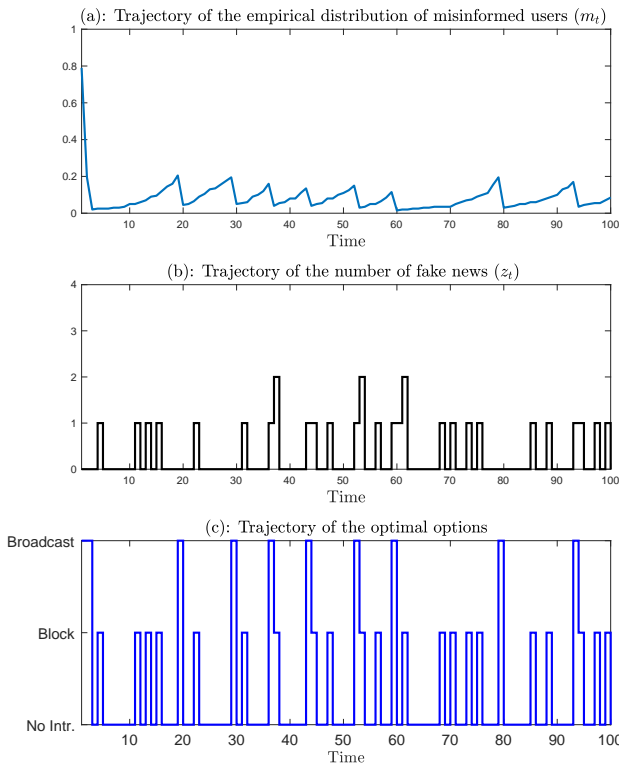 (a): Trajectory of the empirical distribution of misinformed users (m_t)
1
0.8
0.6
0.4
0.2
0
10 20 30 40 50 60 70 80 90 100
Time
(b): Trajectory of the number of fake news (z_t)
4
3
2
1
0
10 20 30 40 50 60 70 80 90 100
Time
(c): Trajectory of the optimal options
Broadcast
Block
No Intr.
10 20 30 40 50 60 70 80 90 100
Time